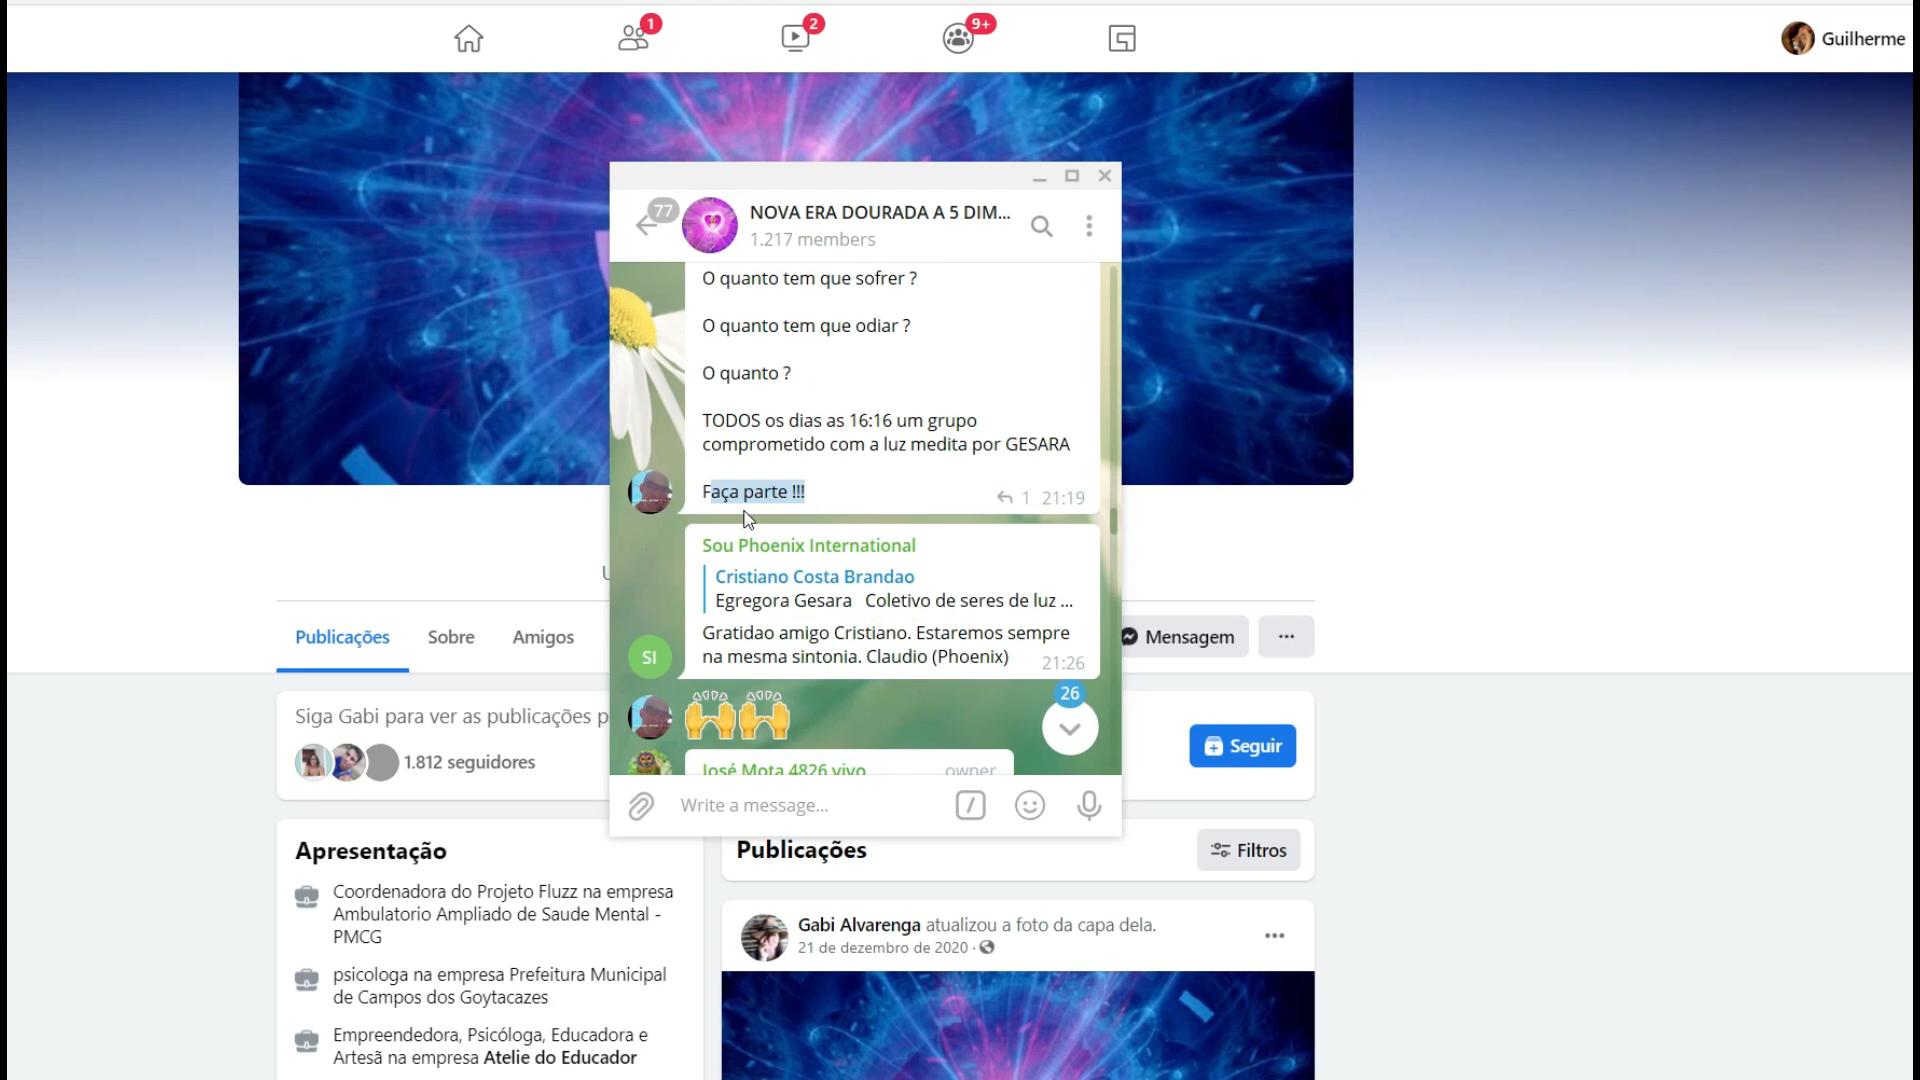 1
2
9+
Guilherme
77
NOVA ERA DOURADA A 5 DIM...
1.217 members
O quanto tem que sofrer ?
O quanto tem que odiar ?
O quanto ?
TODOS os dias as 16:16 um grupo
comprometido com a luz medita por GESARA
Faça parte !!!
1 21:19
Sou Phoenix International
Cristiano Costa Brandao
Egregora Gesara Coletivo de seres de luz ...
Gratidao amigo Cristiano. Estaremos sempre
na mesma sintonia. Claudio (Phoenix)
21:26
SI
26
José Mota 4826 vivo
owner
Write a message...
Publicações
Sobre
Amigos
Mensagem
Siga Gabi para ver as publicações p
1.812 seguidores
Seguir
Apresentação
Coordenadora do Projeto Fluzz na empresa
Ambulatorio Ampliado de Saude Mental -
PMCG
psicologa na empresa Prefeitura Municipal
de Campos dos Goytacazes
Empreendedora, Psicóloga, Educadora e
Artesã na empresa Atelie do Educador
Publicações
Filtros
Gabi Alvarenga atualizou a foto da capa dela.
21 de dezembro de 2020 ·